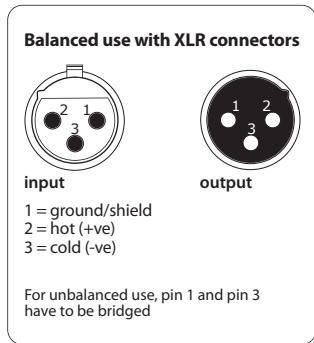 Balanced use with XLR connectors
2 1
3
1 2
3
input output
1 = ground/shield
2 = hot (+ve)
3 = cold (-ve)
For unbalanced use, pin 1 and pin 3
have to be bridged